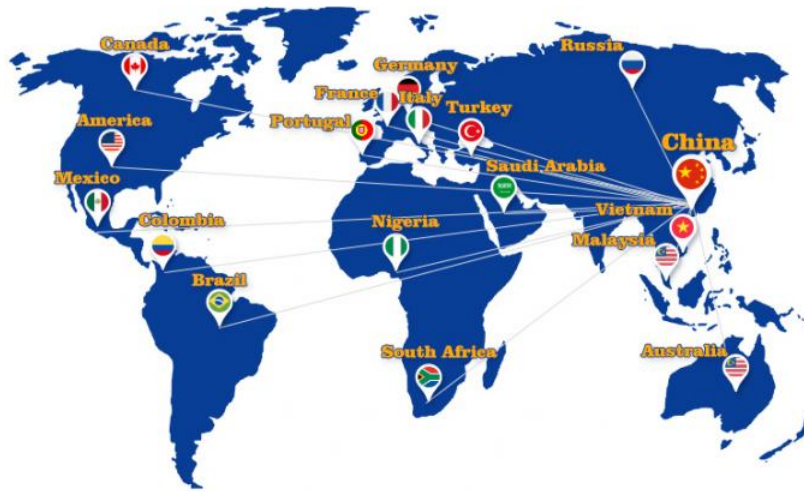 Canada
Russia
Germany
France
Italy
America
Portugal
Turkey
China
Mexico
Saudi Arabia
Colombia
Nigeria
Vietnam
Malaysia
Brazil
South Africa
Australia